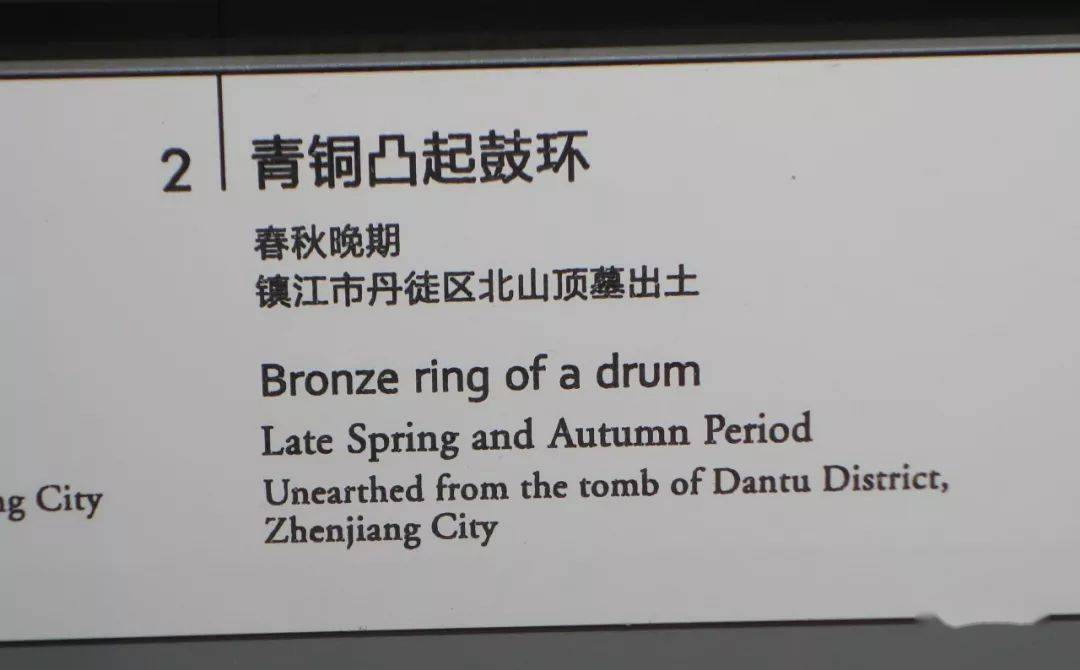 2
青铜凸起鼓环
春秋晚期
镇江市丹徒区北山顶墓出土
Bronze ring of a drum
Late Spring and Autumn Period
Unearthed from the tomb of Dantu District,
City
Zhenjiang City